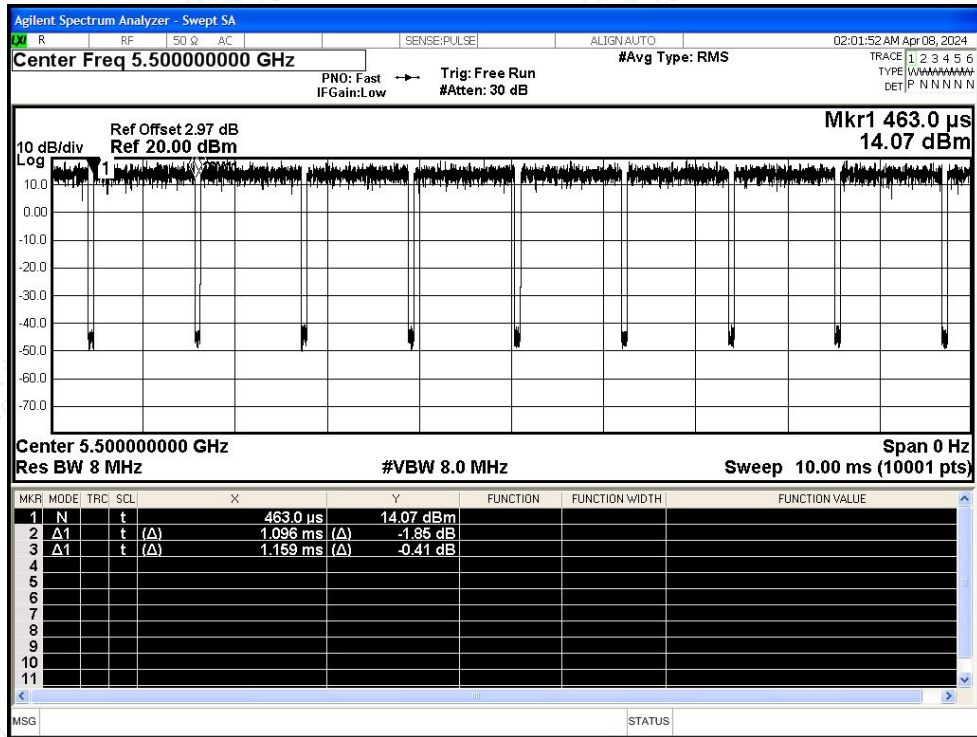 Agilent Spectrum Analyzer - Swept SA
LXI R RF 50 Ω AC SENSE:PULSE ALIGN AUTO 02:01:52 AM Apr 08, 2024
Center Freq 5.500000000 GHz #Avg Type: RMS TRACE 1 2 3 4 5 6
PNO: Fast Trig: Free Run TYPE
IFGain:Low #Atten: 30 dB DET P N N N N N
Mkr1 463.0 µs
Ref Offset 2.97 dB
10 dB/div Ref 20.00 dBm 14.07 dBm
Log
1
10.0
0.00
-10.0
-20.0
-30.0
-40.0
-50.0
-60.0
-70.0
Center 5.500000000 GHz Span 0 Hz
Res BW 8 MHz #VBW 8.0 MHz Sweep 10.00 ms (10001 pts)
MKR MODE TRC SCL X Y FUNCTION FUNCTION WIDTH FUNCTION VALUE
1 N t 463.0 µs 14.07 dBm
2 Δ1 t (Δ) 1.096 ms (Δ) -1.85 dB
3 Δ1 t (Δ) 1.159 ms (Δ) -0.41 dB
4
5
6
7
8
9
10
11
MSG STATUS